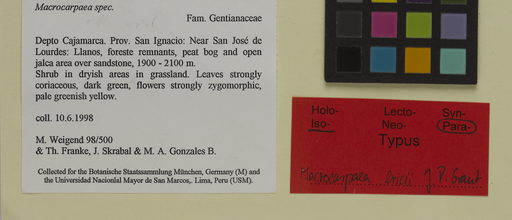 Macrocarpaea spec.
Fam. Gentianaceae
Depto Cajamarca. Prov. San Ignacio: Near San José de
Lourdes: Llanos, foreste remnants, peat bog and open
jalca area over sandstone, 1900 - 2100 m.
Shrub in dryish areas in grassland. Leaves strongly
coriaceous, dark green, flowers strongly zygomorphic,
pale greenish yellow.
coll. 10.6.1998
M. Weigend 98/500
& Th. Franke, J. Skrabal & M. A. Gonzales B.
Collected for the Botanische Staatssammlung München, Germany (M) and
the Universidad Nacionlal Mayor de San Marcos,. Lima, Peru (USM).
Holo- Lecto- Syn-
Iso- Neo- Para-
Typus
Macrocarpaea J. R. Grant